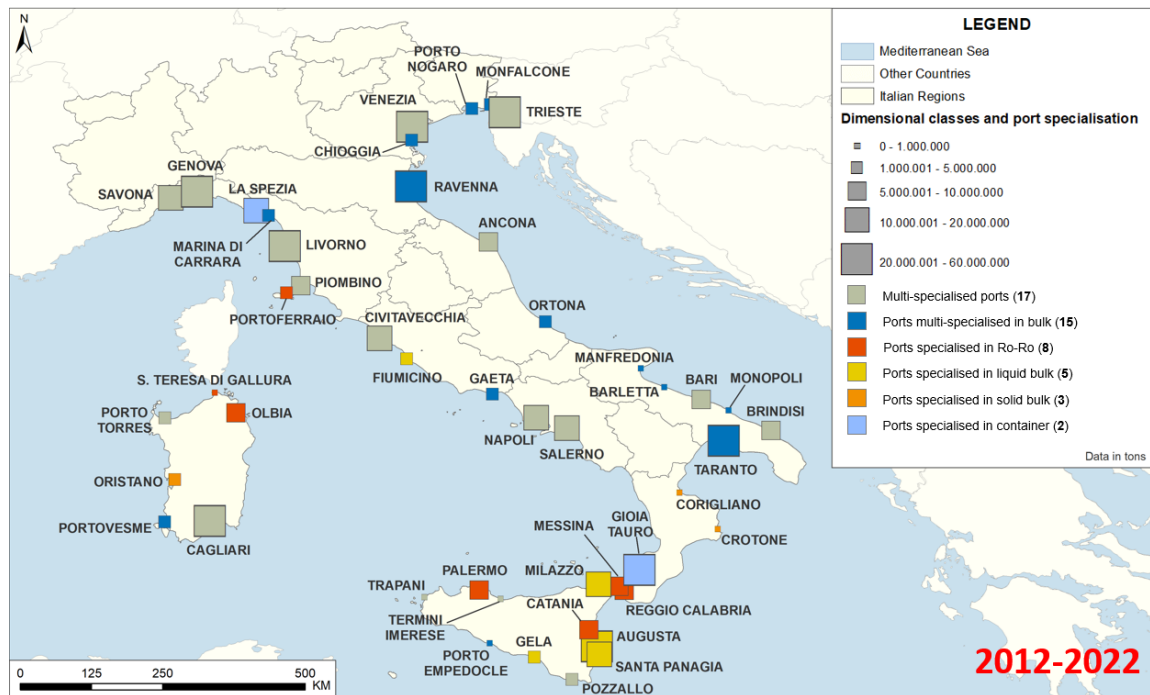 N
PORTO
NOGARO
MONFALCONE
VENEZIA
TRIESTE
CHIOGGIA
GENOVA
SAVONA
LA SPEZIA
RAVENNA
MARINA DI
CARRARA
LIVORNO
ANCONA
PIOMBINO
PORTOFERRAIO
CIVITAVECCHIA
ORTONA
FIUMICINO
GAETA
MANFREDONIA
BARLETTA
BARI
MONOPOLI
BRINDISI
S. TERESA DI GALLURA
PORTO
TORRES
OLBIA
NAPOLI
SALERNO
TARANTO
ORISTANO
CORIGLIANO
PORTOVESME
CAGLIARI
MESSINA
GIOIA
TAURO
CROTONE
TRAPANI
PALERMO
MILAZZO
REGGIO CALABRIA
TERMINI
IMERESE
CATANIA
AUGUSTA
PORTO
EMPEDOCLE
GELA
SANTA PANAGIA
POZZALLO
0 125 250 500
KM
LEGEND
Mediterranean Sea
Other Countries
Italian Regions
Dimensional classes and port specialisation
0 - 1.000.000
1.000.001 - 5.000.000
5.000.001 - 10.000.000
10.000.001 - 20.000.000
20.000.001 - 60.000.000
Multi-specialised ports (17)
Ports multi-specialised in bulk (15)
Ports specialised in Ro-Ro (8)
Ports specialised in liquid bulk (5)
Ports specialised in solid bulk (3)
Ports specialised in container (2)
Data in tons
2012-2022